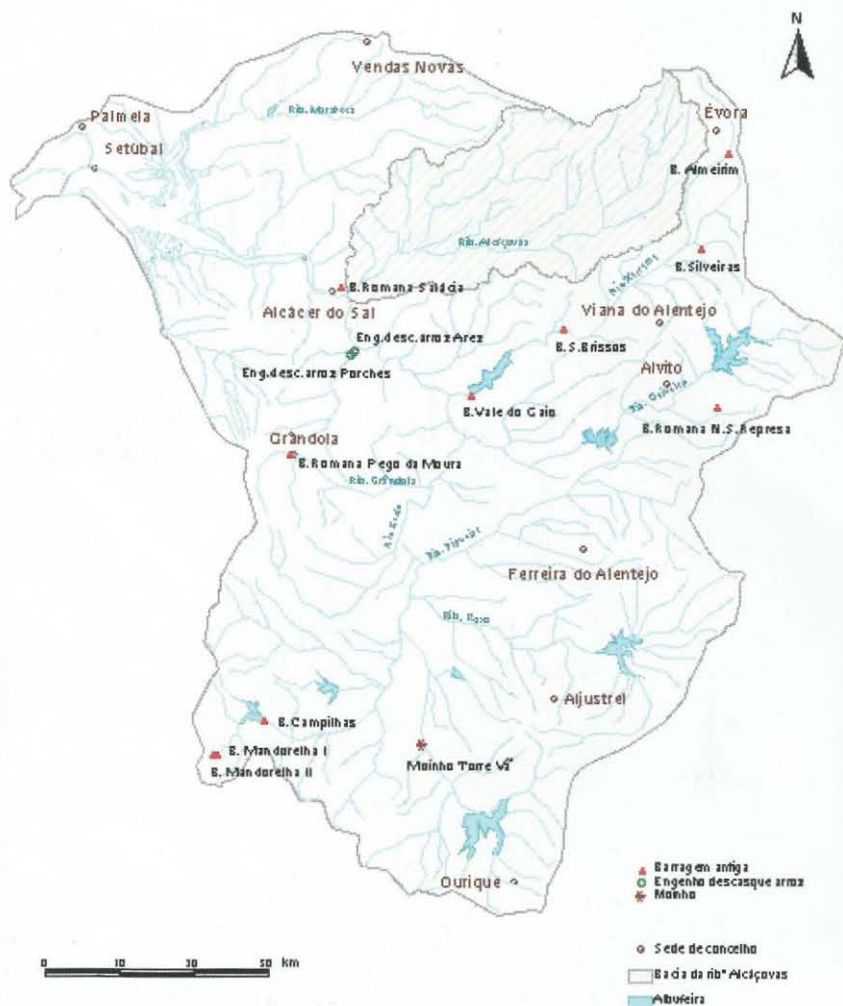 N
Vendas Novas
Rib. Marateca
Palmela
Setúbal
Évora
B. Almeirim
Rib. Alcáçovas
B. Silveiras
B. Romana Salácia
Alcácer do Sal
Viana do Alentejo
Eng.desc.arroz Arez
B.S.Brissos
Eng.desc.arroz Porches
Alvito
B.Vale do Gaio
B.Romana N.S.Represa
Grândola
B.Romana Pego da Moura
Rib. Grândola
Ferreira do Alentejo
Rib. Roxo
Aljustrel
B.Campilhas
B. Mandorelha I
B. Mandorelha II
Moinho Torre Vã
Ourique
Barragem antiga
Engenho descasque arroz
Moinho
Sede de concelho
Bacia da ribª Alcáçovas
Albufeira
0 10 20 30 km